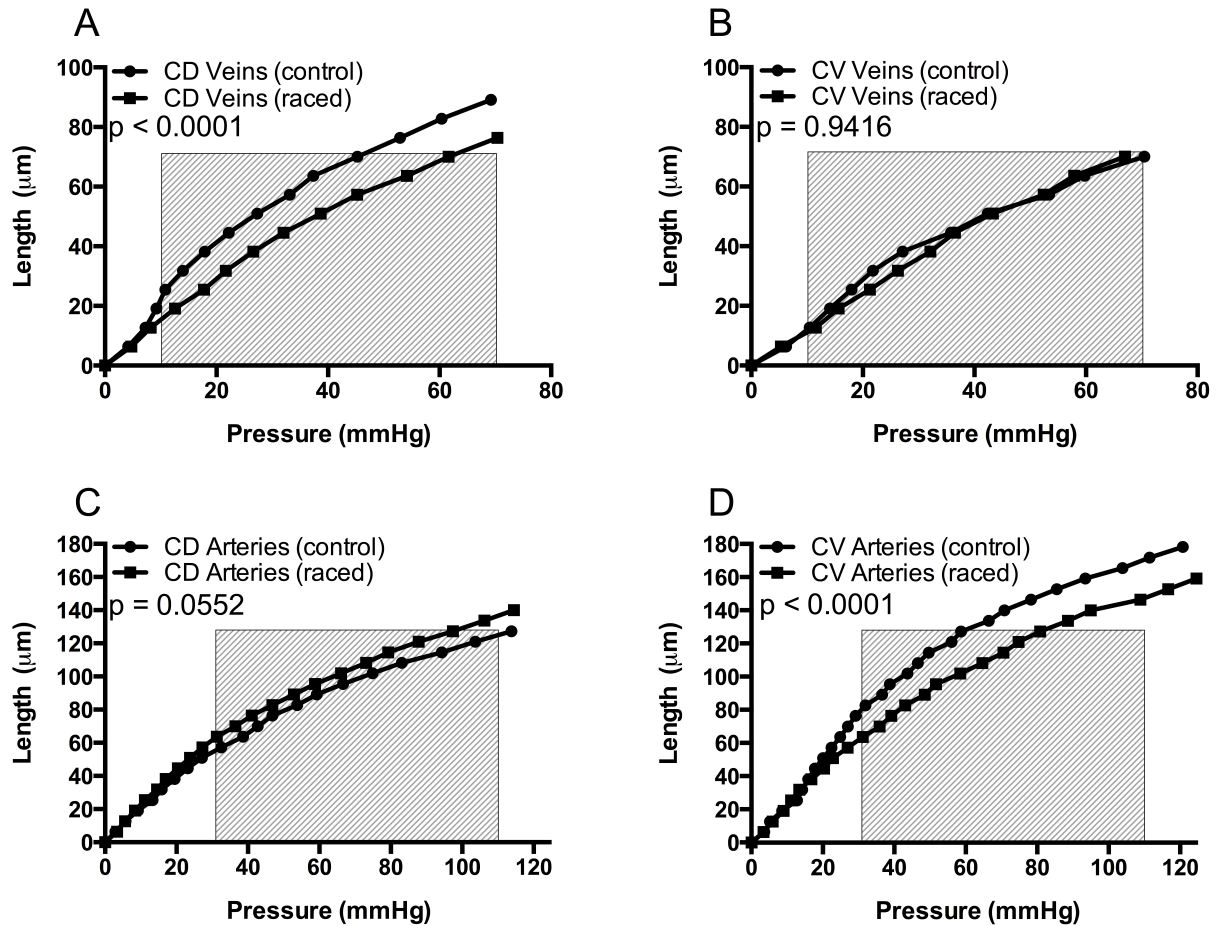 A
CD Veins (control)
CD Veins (raced)
p < 0.0001
100
80
60
40
20
0
0 20 40 60 80
Length (μm)
Pressure (mmHg)
B
CV Veins (control)
CV Veins (raced)
p = 0.9416
100
80
60
40
20
0
0 20 40 60 80
Length (μm)
Pressure (mmHg)
C
CD Arteries (control)
CD Arteries (raced)
p = 0.0552
180
160
140
120
100
80
60
40
20
0
0 20 40 60 80 100 120
Length (μm)
Pressure (mmHg)
D
CV Arteries (control)
CV Arteries (raced)
p < 0.0001
180
160
140
120
100
80
60
40
20
0
0 20 40 60 80 100 120
Length (μm)
Pressure (mmHg)